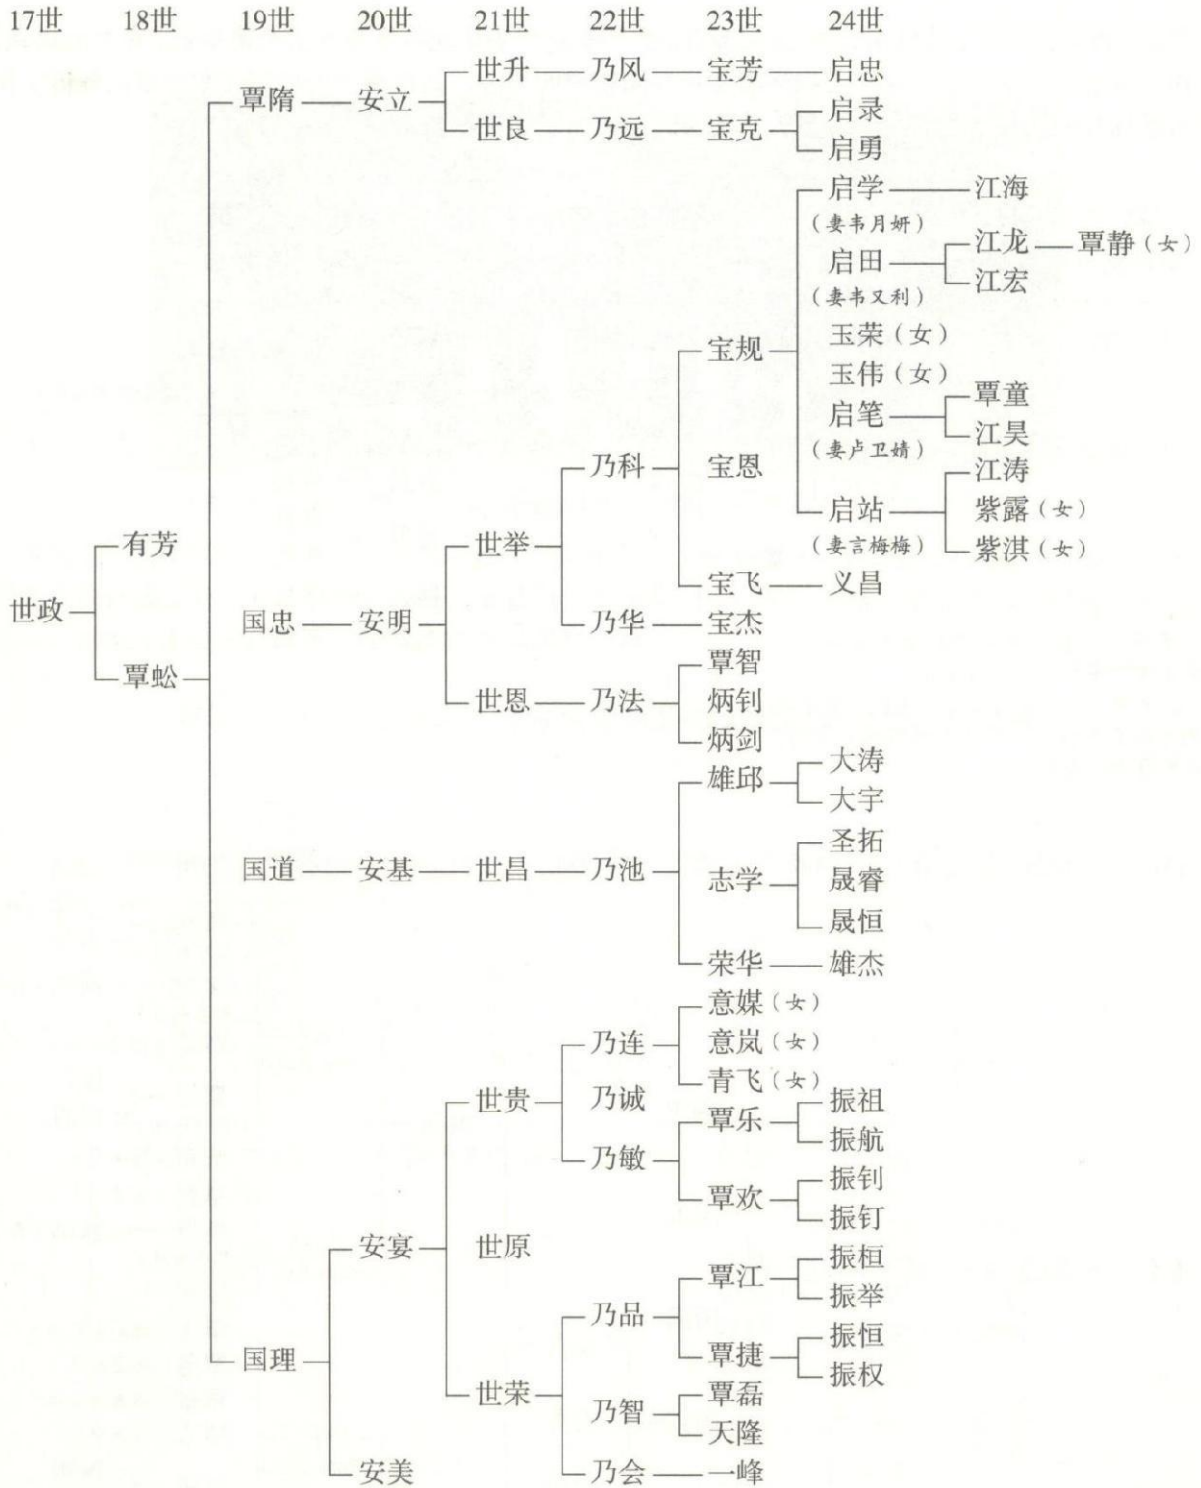 17世 18世 19世 20世 21世 22世 23世 24世
世升 乃风 宝芳 启忠
覃隋 安立
启录
世良 乃远 宝克
启勇
启学 江海
(妻韦月妍)
江龙 覃静(女)
启田
江宏
(妻韦又利)
玉荣(女)
宝规
玉伟(女)
覃童
启笔
江昊
(妻卢卫婧)
乃科 宝恩
江涛
启站 紫露(女)
有芳 世举 (妻言梅梅) 紫淇(女)
宝飞 义昌
世政
国忠 安明 乃华 宝杰
覃智
覃蚣
世恩 乃法 炳钊
炳剑
大涛
雄邱
大宇
圣拓
国道 安基 世昌 乃池 志学 晟睿
晟恒
荣华 雄杰
意媒(女)
乃连 意岚(女)
青飞(女)
世贵 乃诚 振祖
覃乐
振航
乃敏
振钊
覃欢
振钉
安宴 世原
振桓
覃江
振举
乃品
振恒
覃捷
国理
振权
世荣 覃磊
乃智
天隆
安美 乃会 一峰